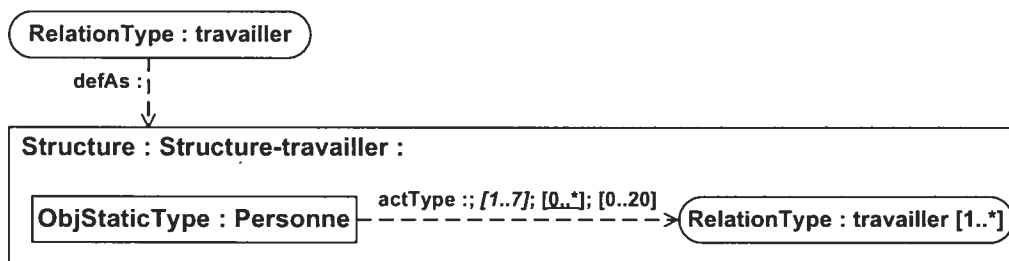 RelationType : travailler
defAs :
Structure : Structure-travailler :
actType :; [1..7]; [0..*]; [0..20]
ObjStaticType : Personne
RelationType : travailler [1..*]